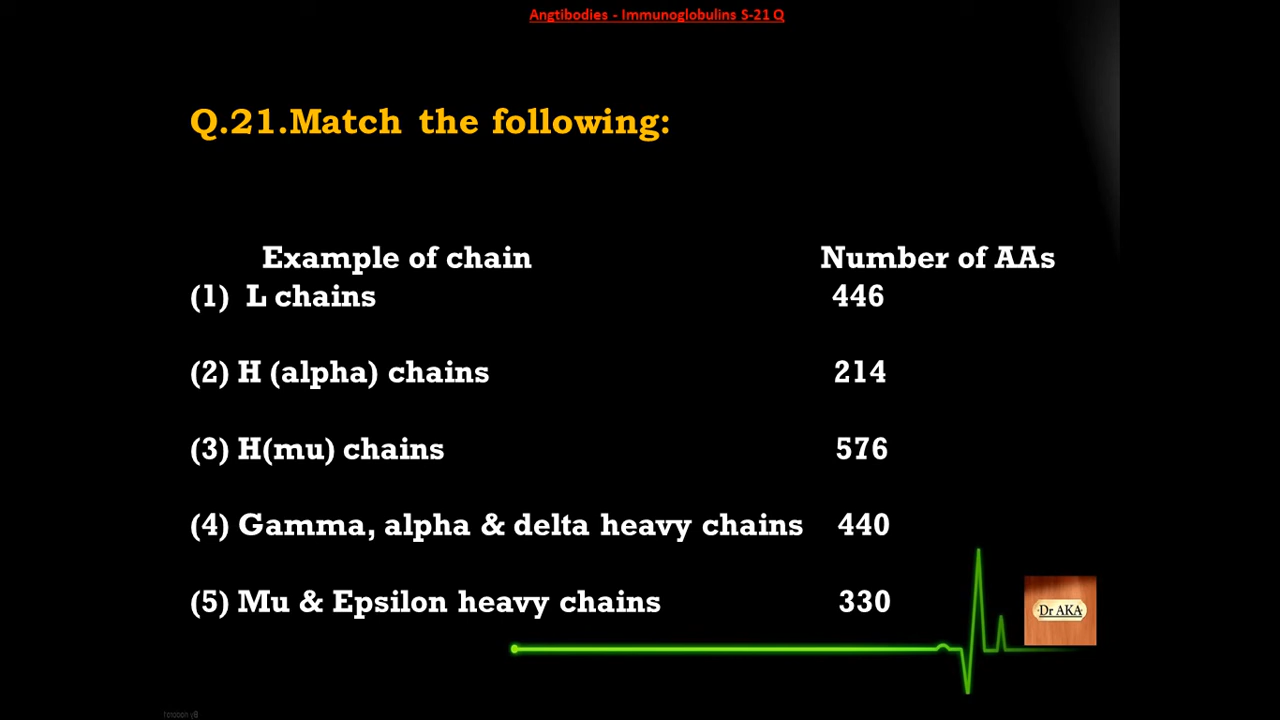 Angtibodies - Immunoglobulins S-21 Q
Q.21.Match the following:
Example of chain Number of AAs
(1) L chains 446
(2) H (alpha) chains 214
(3) H(mu) chains 576
(4) Gamma, alpha & delta heavy chains 440
(5) Mu & Epsilon heavy chains 330
Dr AKA